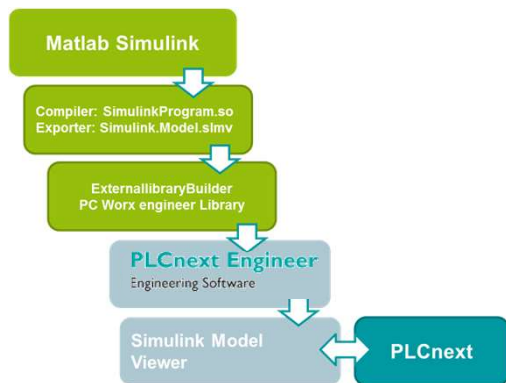 Matlab Simulink
Compiler: SimulinkProgram.so
Exporter: Simulink.Model.slmv
ExternallibraryBuilder
PC Worx engineer Library
PLCnext Engineer
Engineering Software
Simulink Model
Viewer
PLCnext